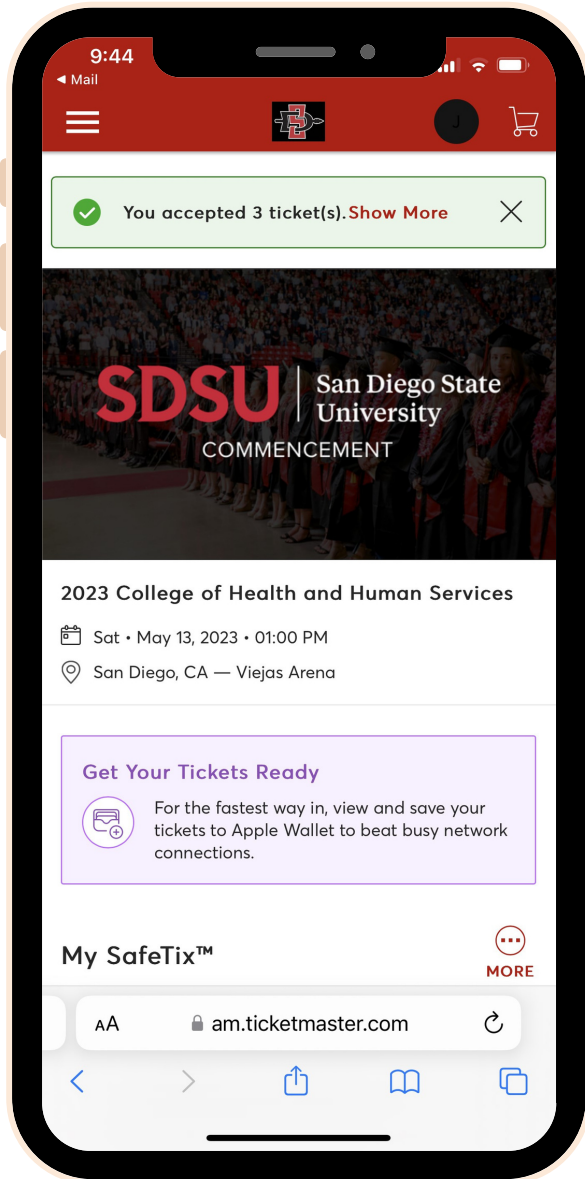 9:44
◀ Mail
J
You accepted 3 ticket(s).Show More
SDSU
San Diego State
University
COMMENCEMENT
2023 College of Health and Human Services
Sat • May 13, 2023 • 01:00 PM
San Diego, CA — Viejas Arena
Get Your Tickets Ready
For the fastest way in, view and save your
tickets to Apple Wallet to beat busy network
connections.
My SafeTix™
MORE
AA am.ticketmaster.com